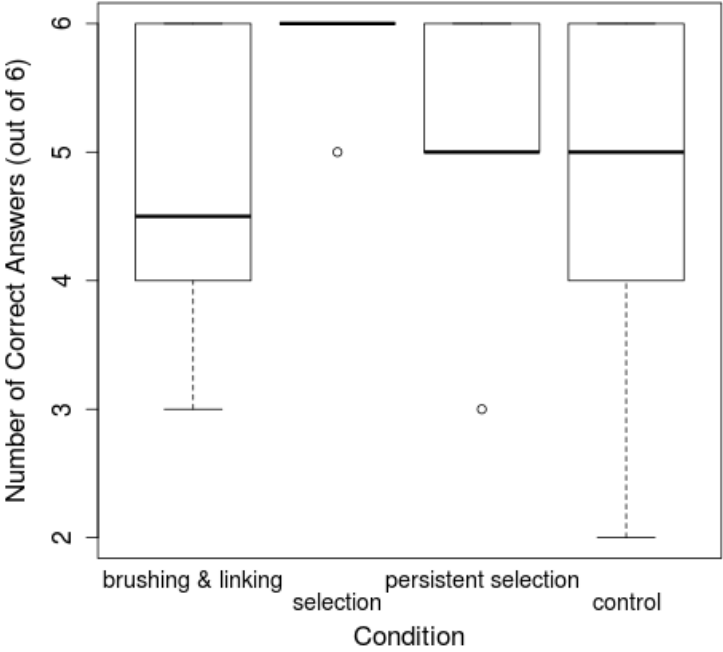 Number of Correct Answers (out of 6)
6
5
4
3
2
brushing & linking
selection
persistent selection
control
Condition